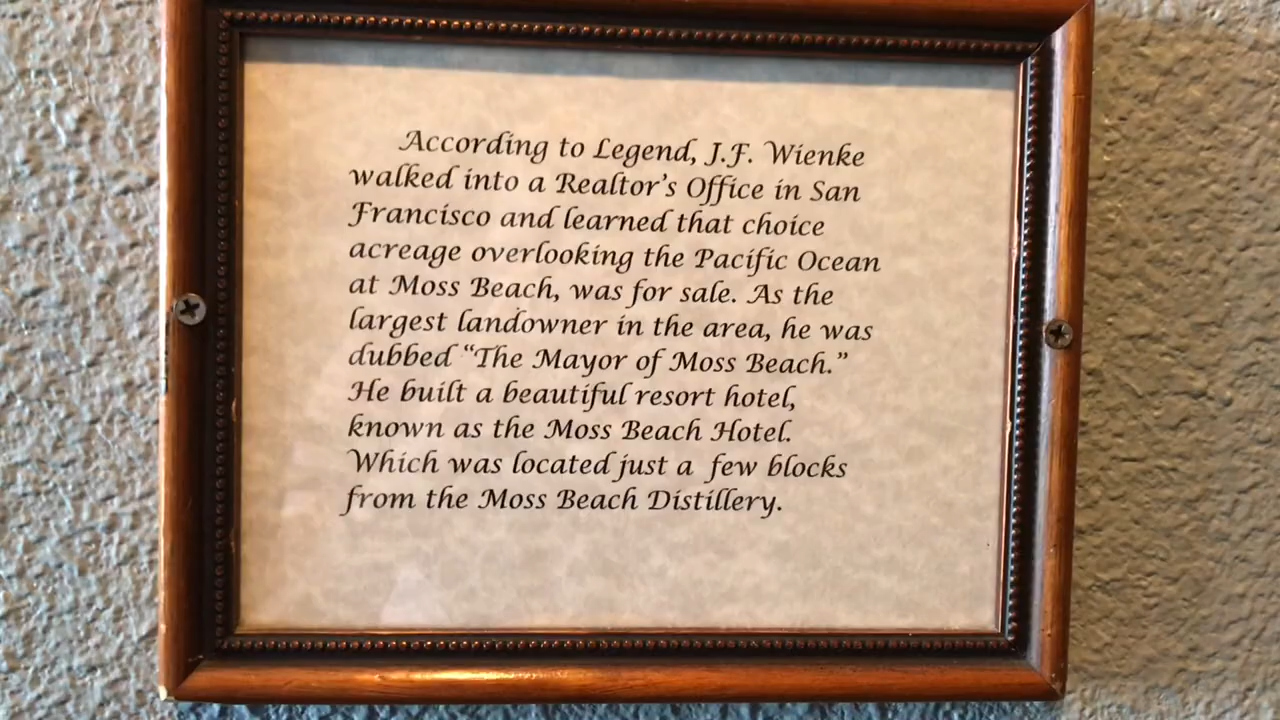 According to Legend, J.F. Wienke
walked into a Realtor's Office in San
Francisco and learned that choice
acreage overlooking the Pacific Ocean
at Moss Beach, was for sale. As the
largest landowner in the area, he was
dubbed “The Mayor of Moss Beach.”
He built a beautiful resort hotel,
known as the Moss Beach Hotel.
Which was located just a few blocks
from the Moss Beach Distillery.